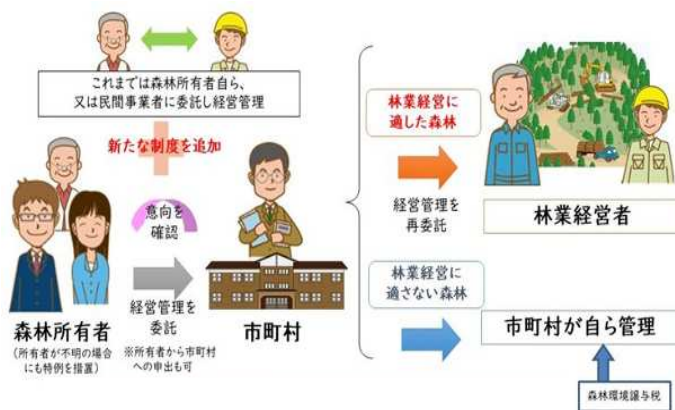 これまでは森林所有者自ら、
又は民間事業者に委託し経営管理
新たな制度を追加
意向を
確認
経営管理を
委託
※所有者から市町村
への申出も可
森林所有者
(所有者が不明の場合
にも特例を措置)
市町村
林業経営に
適した森林
経営管理を
再委託
林業経営者
林業経営に
適さない森林
市町村が自ら管理
森林環境譲与税